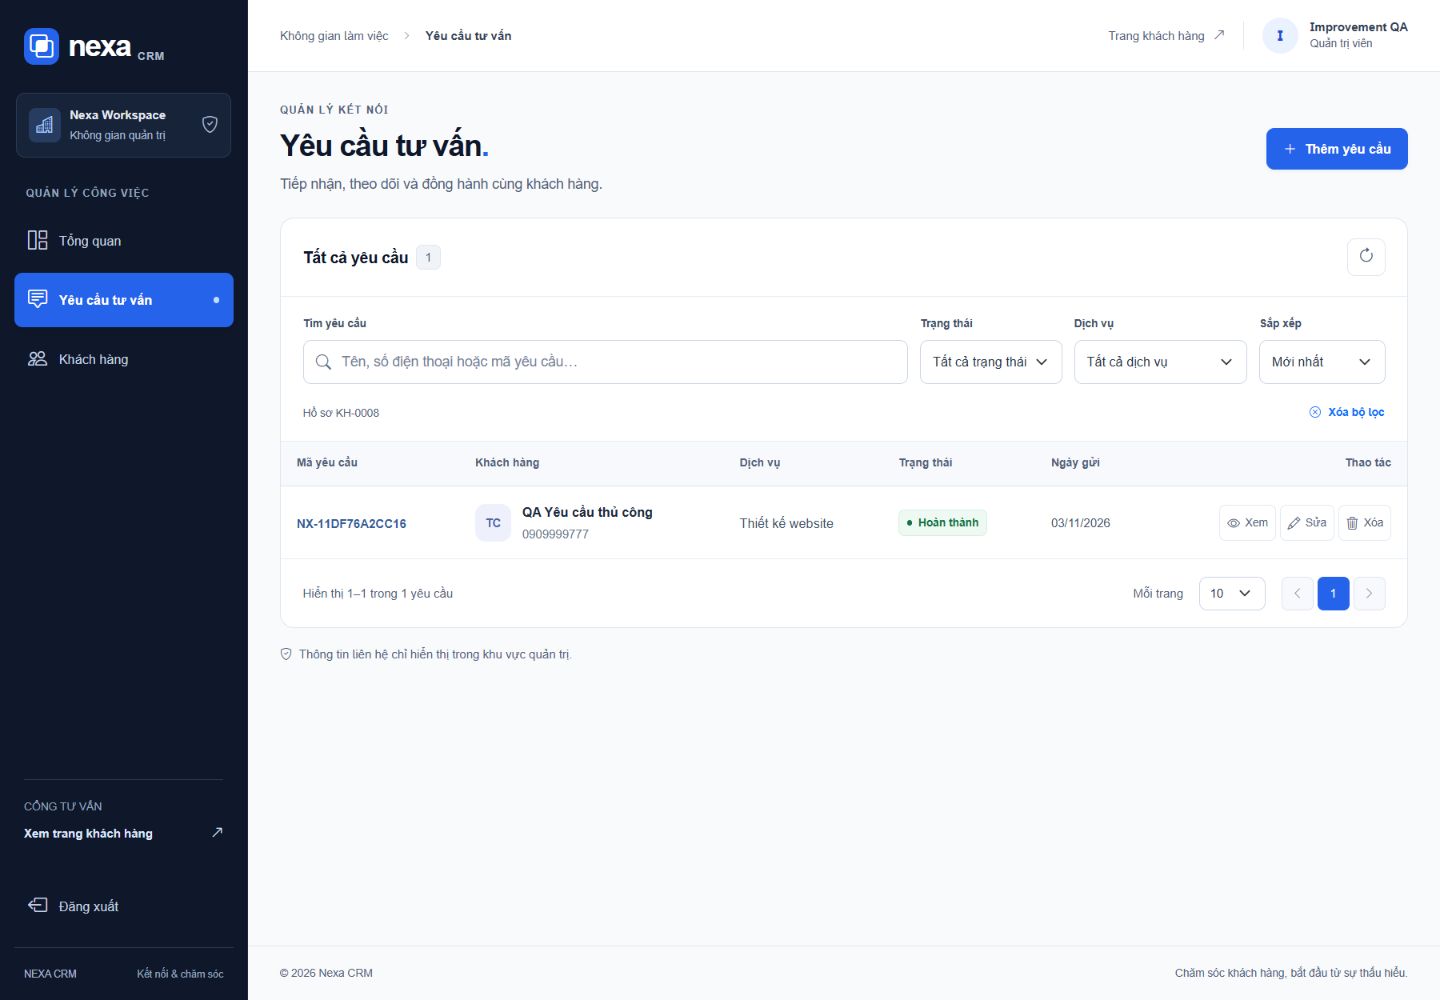 nexa CRM
Nexa Workspace
Không gian quản trị
QUẢN LÝ CÔNG VIỆC
Tổng quan
Yêu cầu tư vấn
Khách hàng
CỔNG TƯ VẤN
Xem trang khách hàng
Đăng xuất
NEXA CRM Kết nối & chăm sóc
Không gian làm việc Yêu cầu tư vấn
Trang khách hàng
I
Improvement QA
Quản trị viên
QUẢN LÝ KẾT NỐI
Yêu cầu tư vấn.
Tiếp nhận, theo dõi và đồng hành cùng khách hàng.
Thêm yêu cầu
Tất cả yêu cầu 1
Tìm yêu cầu Trạng thái Dịch vụ Sắp xếp
Tên, số điện thoại hoặc mã yêu cầu… Tất cả trạng thái Tất cả dịch vụ Mới nhất
Hồ sơ KH-0008 Xóa bộ lọc
Mã yêu cầu Khách hàng Dịch vụ Trạng thái Ngày gửi Thao tác
NX-11DF76A2CC16 TC QA Yêu cầu thủ công Thiết kế website Hoàn thành 03/11/2026 Xem Sửa Xóa
0909999777
Hiển thị 1–1 trong 1 yêu cầu Mỗi trang 10 1
Thông tin liên hệ chỉ hiển thị trong khu vực quản trị.
© 2026 Nexa CRM Chăm sóc khách hàng, bắt đầu từ sự thấu hiểu.